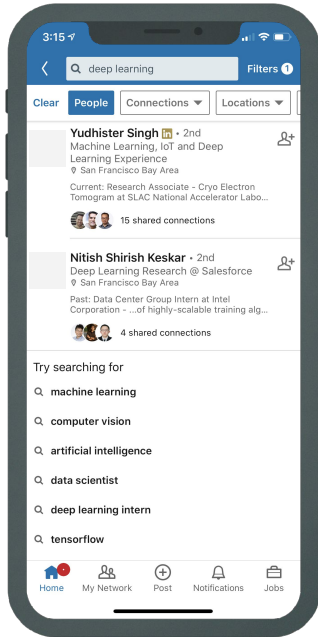 3:15
deep learning
Filters 1
Clear
People
Connections
Locations
Yudhister Singh in • 2nd
Machine Learning, IoT and Deep
Learning Experience
San Francisco Bay Area
Current: Research Associate - Cryo Electron
Tomogram at SLAC National Accelerator Labo...
15 shared connections
Nitish Shirish Keskar • 2nd
Deep Learning Research @ Salesforce
San Francisco Bay Area
Past: Data Center Group Intern at Intel
Corporation - ...of highly-scalable training alg...
4 shared connections
Try searching for
machine learning
computer vision
artificial intelligence
data scientist
deep learning intern
tensorflow
Home
My Network
Post
Notifications
Jobs